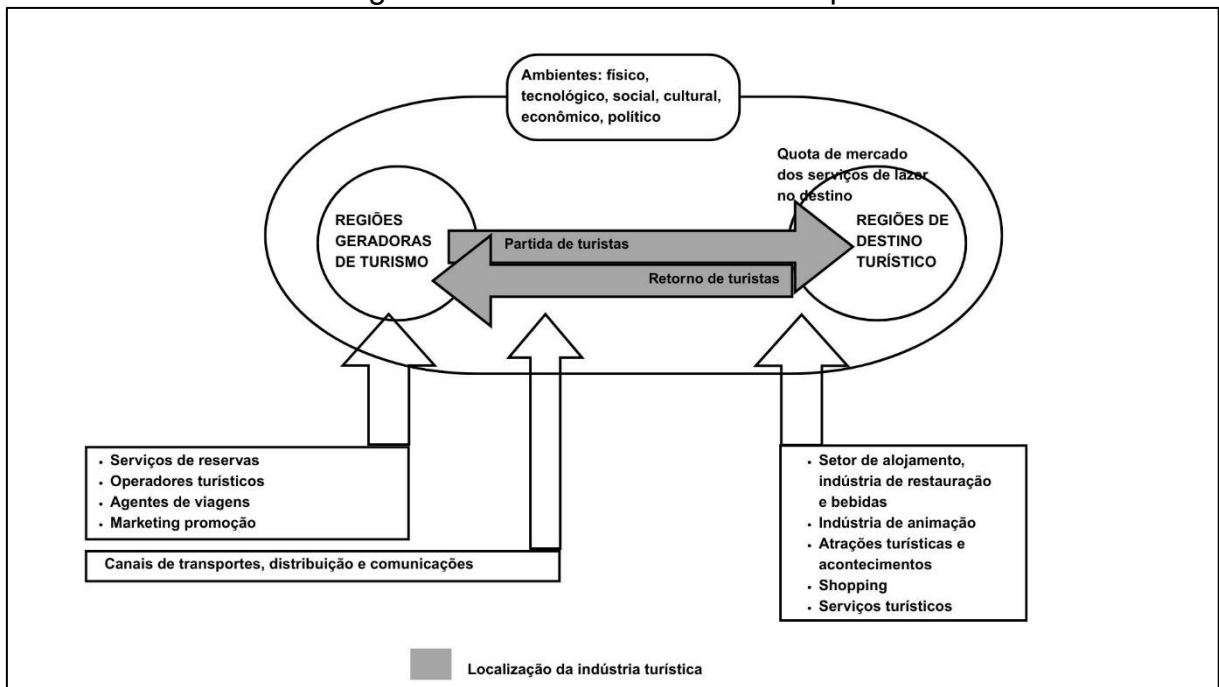 Ambientes: físico,
tecnológico, social, cultural,
econômico, político
Quota de mercado
dos serviços de lazer
no destino
REGIÕES
GERADORAS
DE TURISMO
Partida de turistas
Retorno de turistas
REGIÕES DE
DESTINO
TURÍSTICO
• Serviços de reservas
• Operadores turísticos
• Agentes de viagens
• Marketing promoção
Canais de transportes, distribuição e comunicações
• Setor de alojamento,
indústria de restauração
e bebidas
• Indústria de animação
• Atrações turísticas e
acontecimentos
• Shopping
• Serviços turísticos
Localização da indústria turística